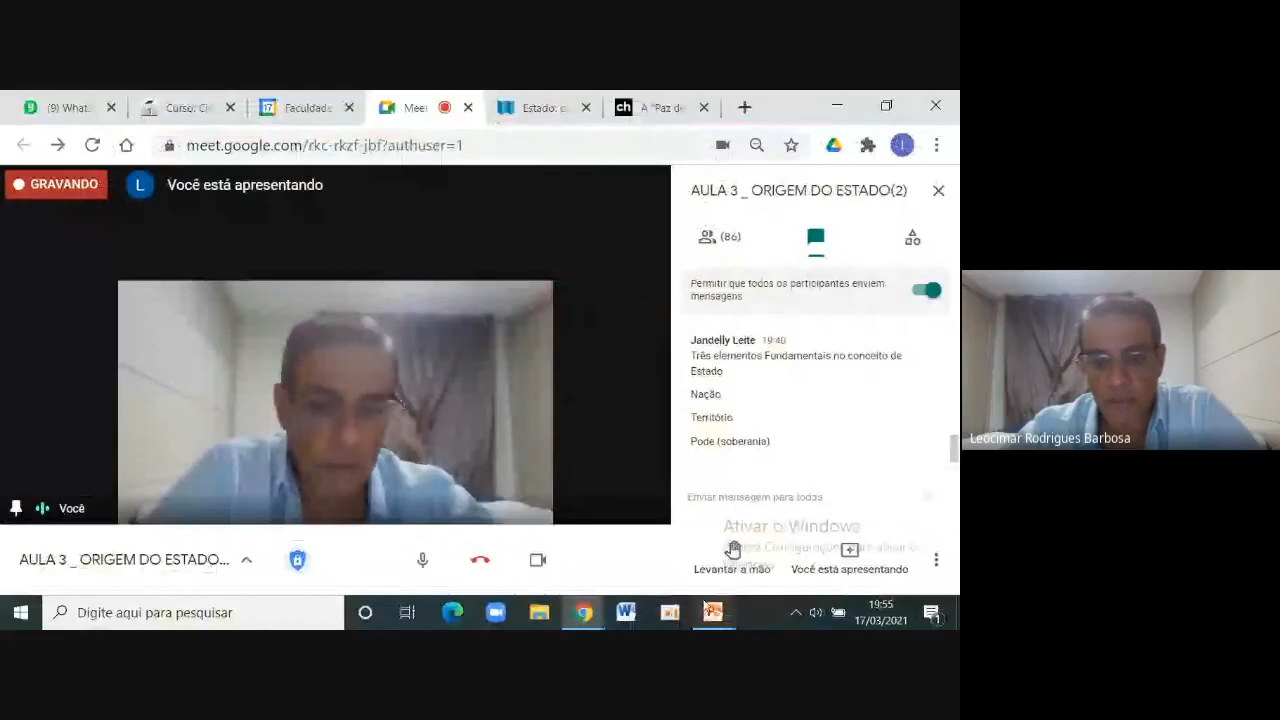 (9) What
Curso: Ci
17
Faculdade
Mee
Estado: c
ch
A "Paz de
meet.google.com/rkc-rkzf-jbf?authuser=1
L
GRAVANDO
L
Você está apresentando
AULA 3 _ ORIGEM DO ESTADO(2)
(86)
Permitir que todos os participantes enviem
mensagens
Jandelly Leite 19:40
Três elementos Fundamentais no conceito de
Estado
Nação
Território
Pode (soberania)
Leocimar Rodrigues Barbosa
Você
Enviar mensagem para todos
Ativar o Windows
AULA 3 _ ORIGEM DO ESTADO...
Levantar a mão
Você está apresentando
Digite aqui para pesquisar
19:55
17/03/2021
1